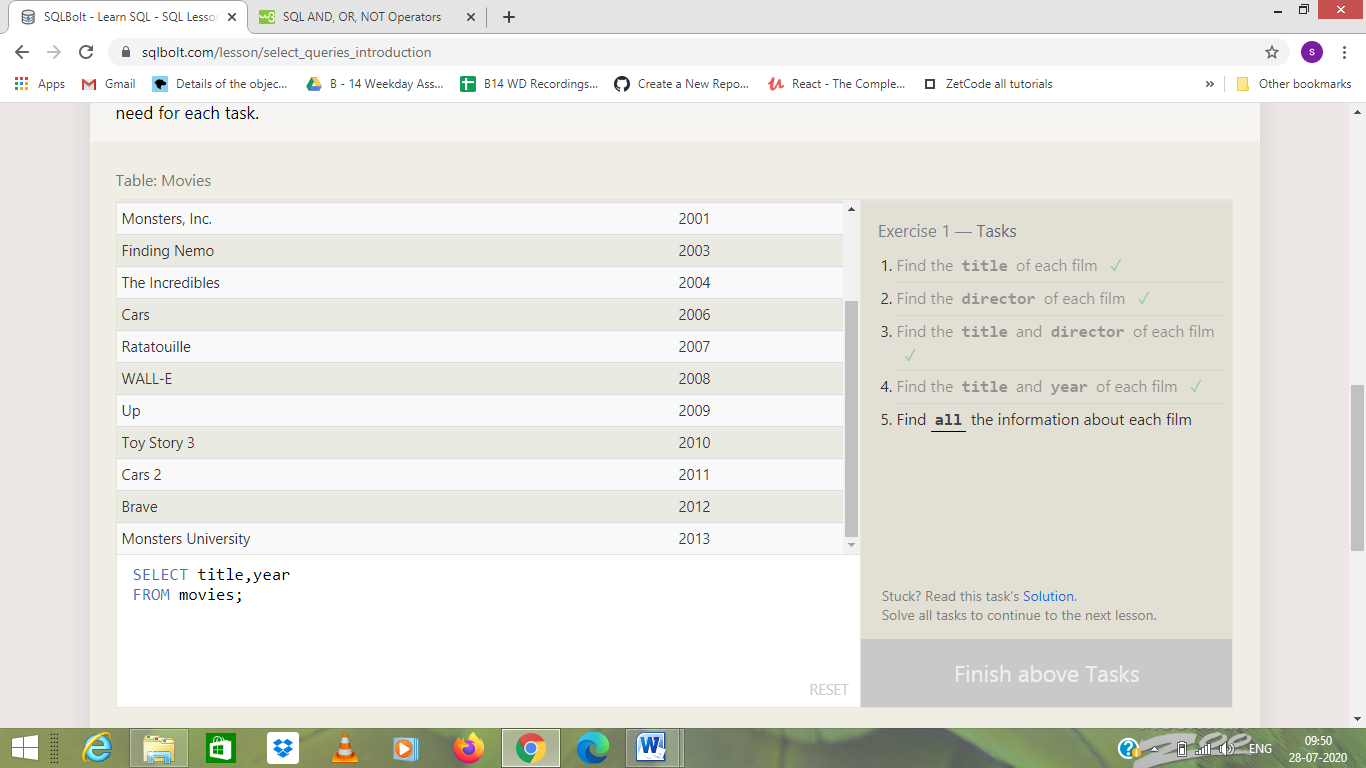 SQLBolt - Learn SQL - SQL Lesson
SQL AND, OR, NOT Operators
sqlbolt.com/lesson/select_queries_introduction
S
Apps
Gmail
Details of the objec...
B - 14 Weekday Ass...
B14 WD Recordings...
Create a New Repo...
React - The Comple...
ZetCode all tutorials
»
Other bookmarks
need for each task.
Table: Movies
Monsters, Inc. 2001
Finding Nemo 2003
The Incredibles 2004
Cars 2006
Ratatouille 2007
WALL-E 2008
Up 2009
Toy Story 3 2010
Cars 2 2011
Brave 2012
Monsters University 2013
SELECT title,year
FROM movies;
RESET
Exercise 1 — Tasks
1. Find the title of each film ✓
2. Find the director of each film ✓
3. Find the title and director of each film
✓
4. Find the title and year of each film ✓
5. Find all the information about each film
Stuck? Read this task's Solution.
Solve all tasks to continue to the next lesson.
Finish above Tasks
ENG
09:50
28-07-2020